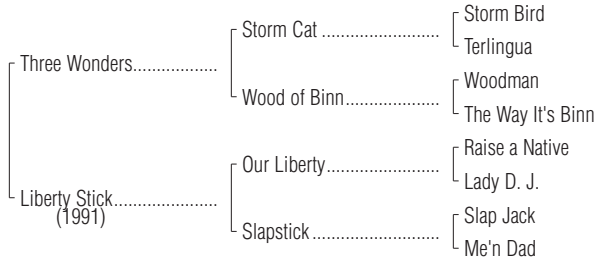 Storm Bird
Storm Cat
Terlingua
Three Wonders
Woodman
Wood of Binn
The Way It's Binn
Raise a Native
Our Liberty
Lady D. J.
Liberty Stick
(1991)
Slap Jack
Slapstick
Me'n Dad